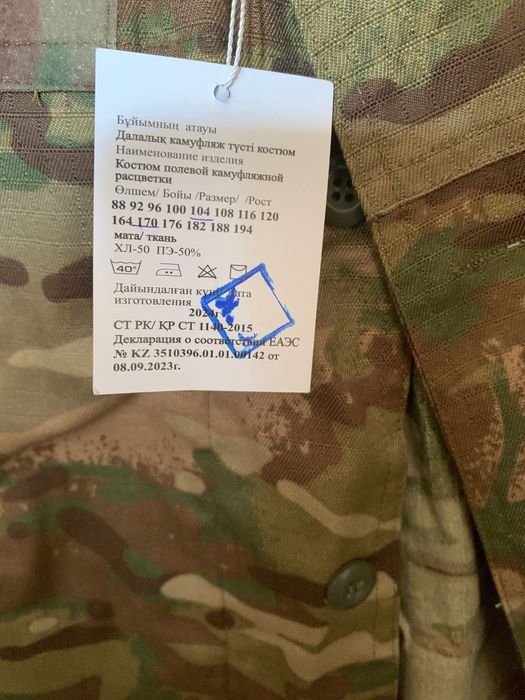 Бұйымның атауы
Далалық камуфляж түсті костюм
Наименование изделия
Костюм полевой камуфляжной
расцветки
Өлшем/ Бойы /Размер/ /Рост
88 92 96 100 104 108 116 120
164 170 176 182 188 194
мата/ ткань
ХЛ-50 ПЭ-50%
40°
Дайындалған күні/ дата
изготовления
2024г
СТ РК/ ҚР СТ 1140-2015
Декларация о соответствии ЕАЭС
№ KZ 3510396.01.01.00142 от
08.09.2023г.